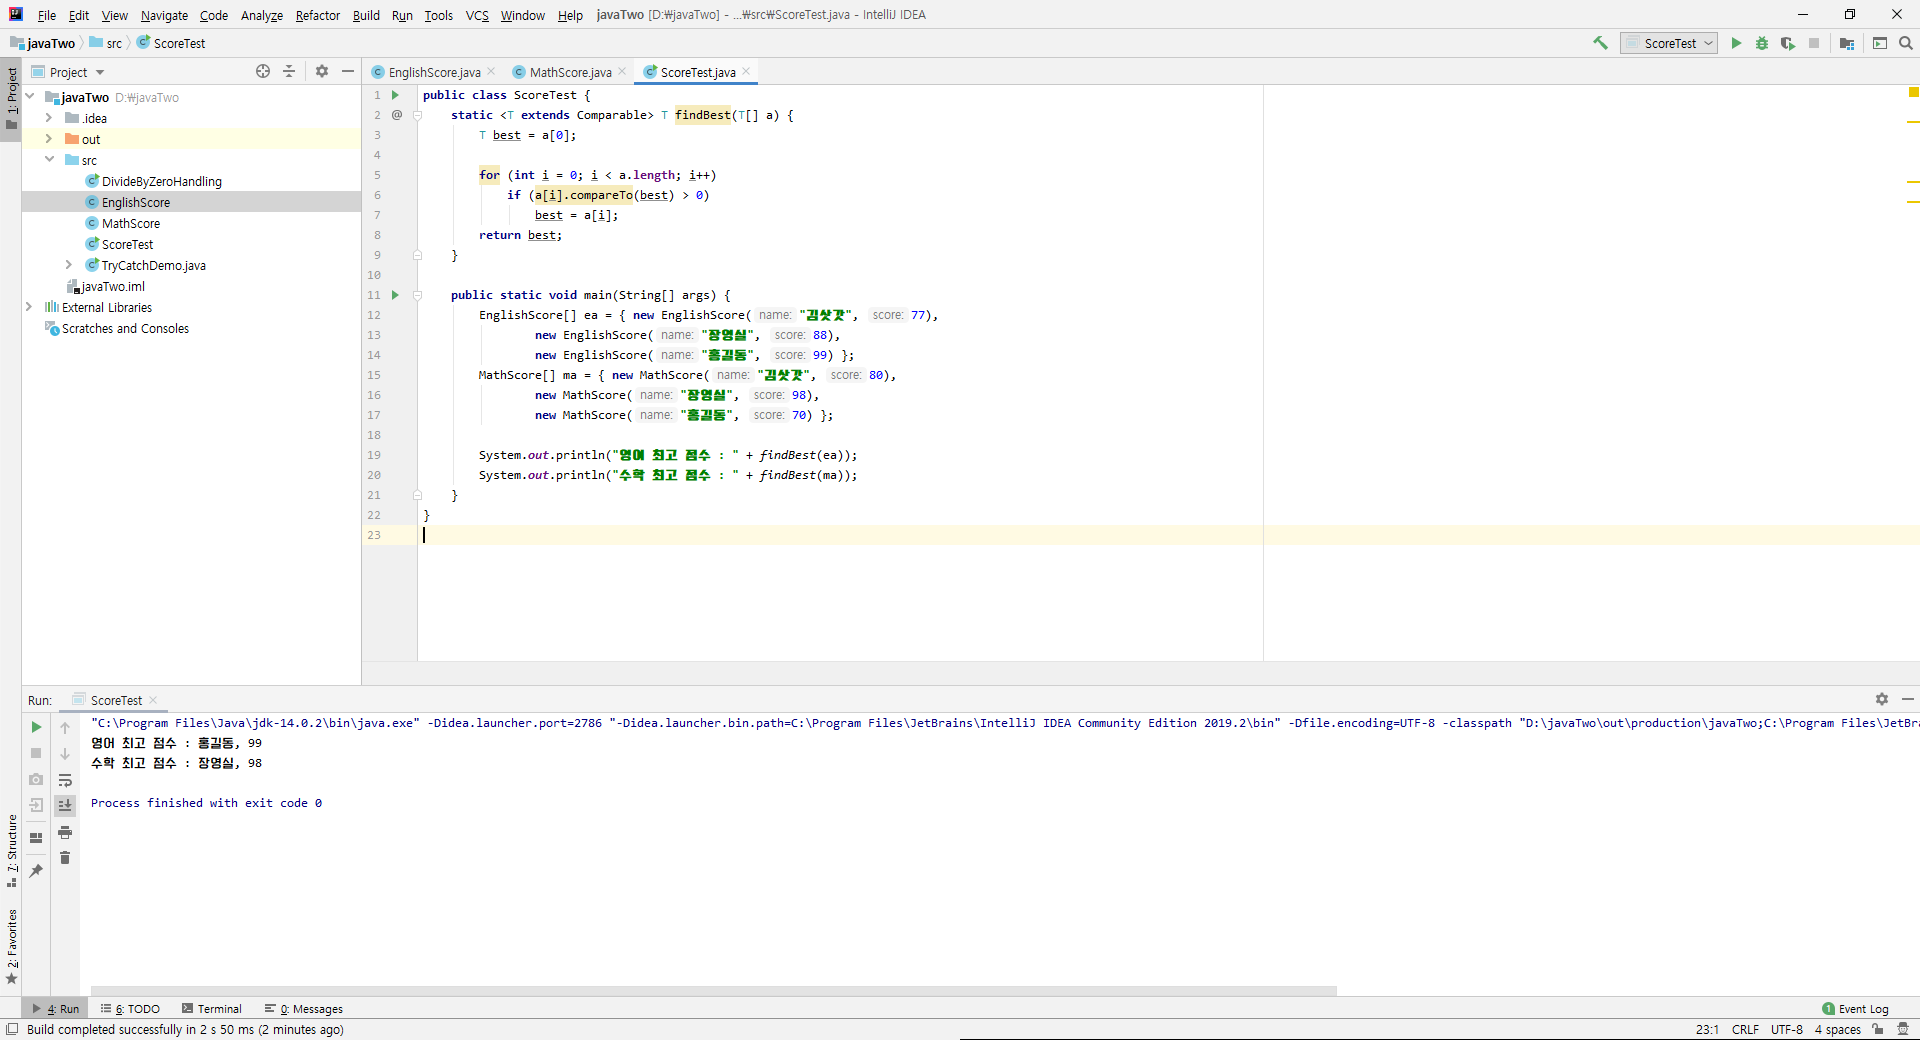 File Edit View Navigate Code Analyze Refactor Build Run Tools VCS Window Help javaTwo [D:₩javaTwo] - ...₩src₩ScoreTest.java - IntelliJ IDEA
javaTwo src ScoreTest
ScoreTest
1: Project
Project
EnglishScore.java MathScore.java ScoreTest.java
javaTwo D:₩javaTwo
.idea
out
src
DivideByZeroHandling
EnglishScore
MathScore
ScoreTest
TryCatchDemo.java
javaTwo.iml
External Libraries
Scratches and Consoles
1 public class ScoreTest {
2 @ static <T extends Comparable> T findBest(T[] a) {
3 T best = a[0];
4
5 for (int i = 0; i < a.length; i++)
6 if (a[i].compareTo(best) > 0)
7 best = a[i];
8 return best;
9 }
10
11 public static void main(String[] args) {
12 EnglishScore[] ea = { new EnglishScore( name: "김삿갓", score: 77),
13 new EnglishScore( name: "장영실", score: 88),
14 new EnglishScore( name: "홍길동", score: 99) };
15 MathScore[] ma = { new MathScore( name: "김삿갓", score: 80),
16 new MathScore( name: "장영실", score: 98),
17 new MathScore( name: "홍길동", score: 70) };
18
19 System.out.println("영어 최고 점수 : " + findBest(ea));
20 System.out.println("수학 최고 점수 : " + findBest(ma));
21 }
22 }
23
Run: ScoreTest
"C:\Program Files\Java\jdk-14.0.2\bin\java.exe" -Didea.launcher.port=2786 "-Didea.launcher.bin.path=C:\Program Files\JetBrains\IntelliJ IDEA Community Edition 2019.2\bin" -Dfile.encoding=UTF-8 -classpath "D:\javaTwo\out\production\javaTwo;C:\Program Files\JetBra
영어 최고 점수 : 홍길동, 99
수학 최고 점수 : 장영실, 98
Process finished with exit code 0
7: Structure
2: Favorites
4: Run 6: TODO Terminal 0: Messages 1 Event Log
Build completed successfully in 2 s 50 ms (2 minutes ago) 23:1 CRLF UTF-8 4 spaces